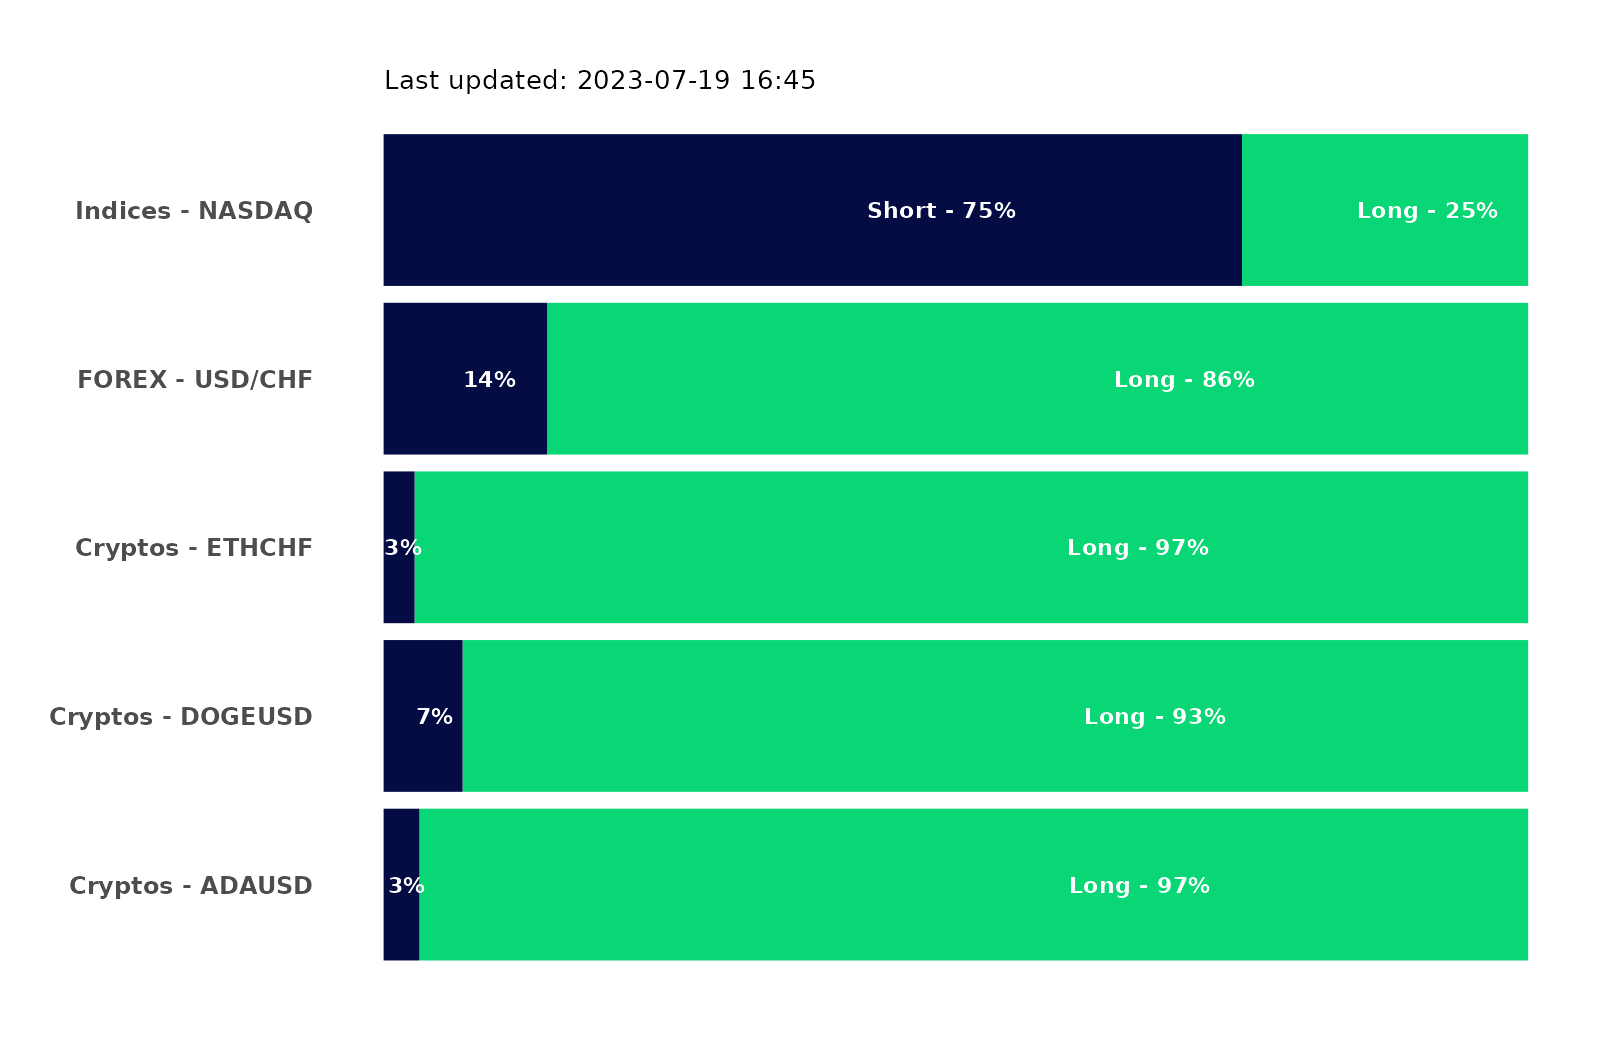 Last updated: 2023-07-19 16:45
Indices - NASDAQ Short - 75% Long - 25%
FOREX - USD/CHF 14% Long - 86%
Cryptos - ETHCHF 3% Long - 97%
Cryptos - DOGEUSD 7% Long - 93%
Cryptos - ADAUSD 3% Long - 97%